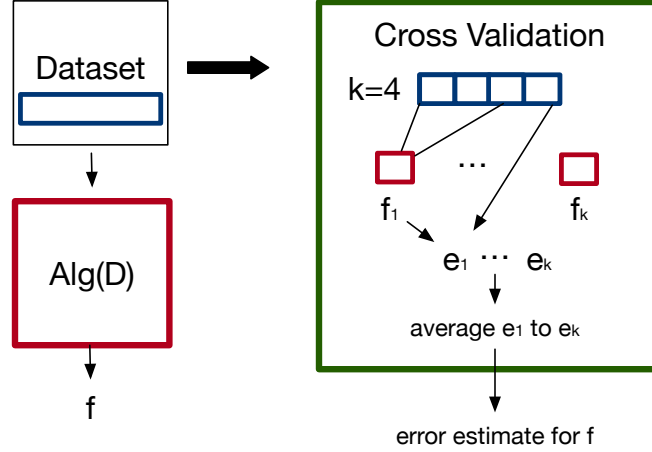 Dataset
Alg(D)
f
Cross Validation
k=4
...
f₁
fₖ
e₁ ... eₖ
average e₁ to eₖ
error estimate for f